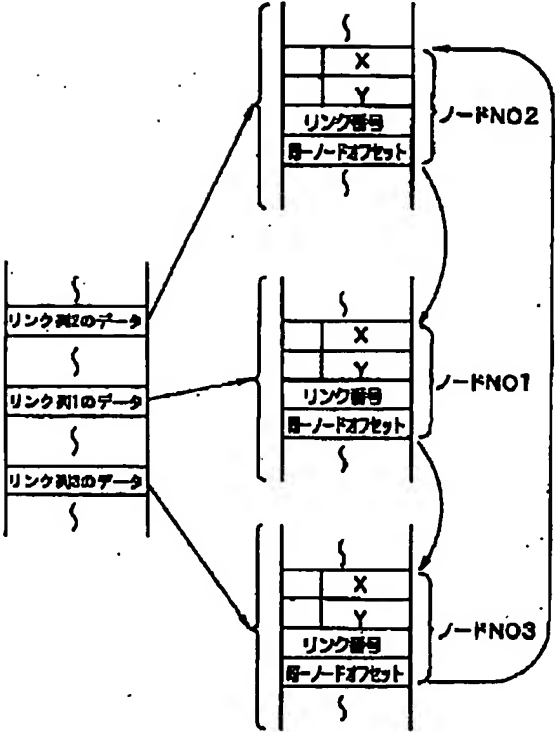 X
Y
リンク番号
同一ノードオフセット
ノードN02
リンク列2のデータ
リンク列1のデータ
リンク列3のデータ
X
Y
リンク番号
同一ノードオフセット
ノードN01
X
Y
リンク番号
同一ノードオフセット
ノードN03